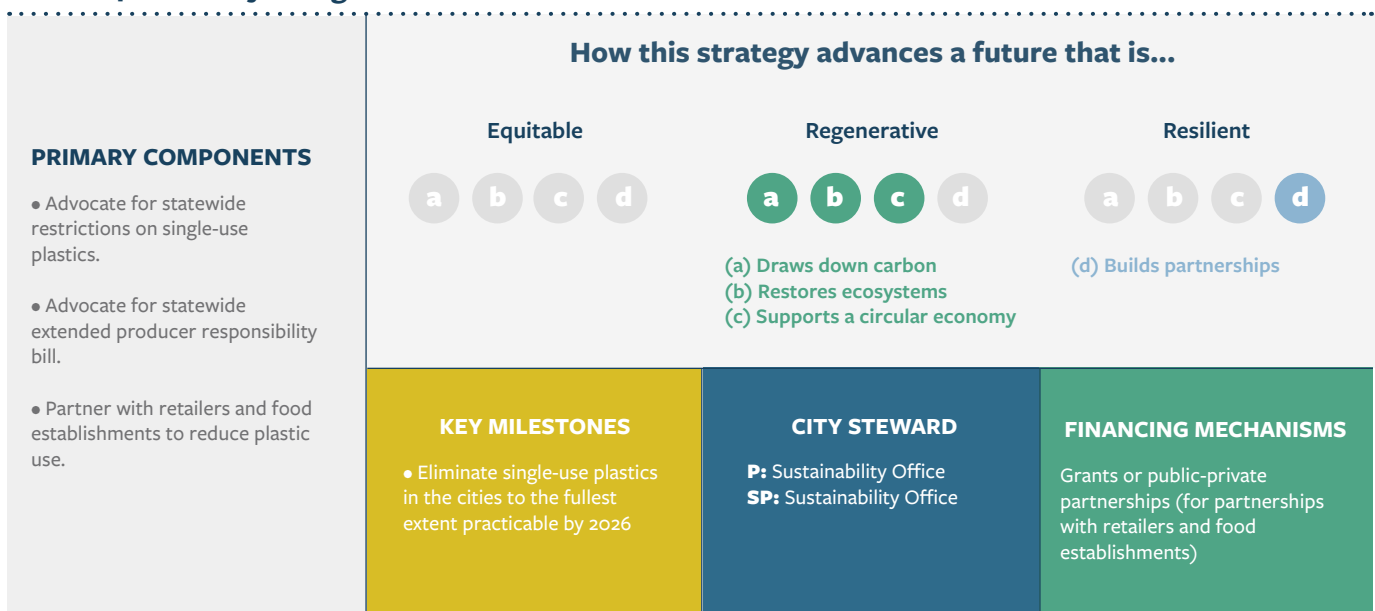 PRIMARY COMPONENTS
• Advocate for statewide
restrictions on single-use
plastics.
• Advocate for statewide
extended producer responsibility
bill.
• Partner with retailers and food
establishments to reduce plastic
use.
How this strategy advances a future that is...
Equitable
a b c d
Regenerative
a b c d
(a) Draws down carbon
(b) Restores ecosystems
(c) Supports a circular economy
Resilient
a b c d
(d) Builds partnerships
KEY MILESTONES
• Eliminate single-use plastics
in the cities to the fullest
extent practicable by 2026
CITY STEWARD
P: Sustainability Office
SP: Sustainability Office
FINANCING MECHANISMS
Grants or public-private
partnerships (for partnerships
with retailers and food
establishments)